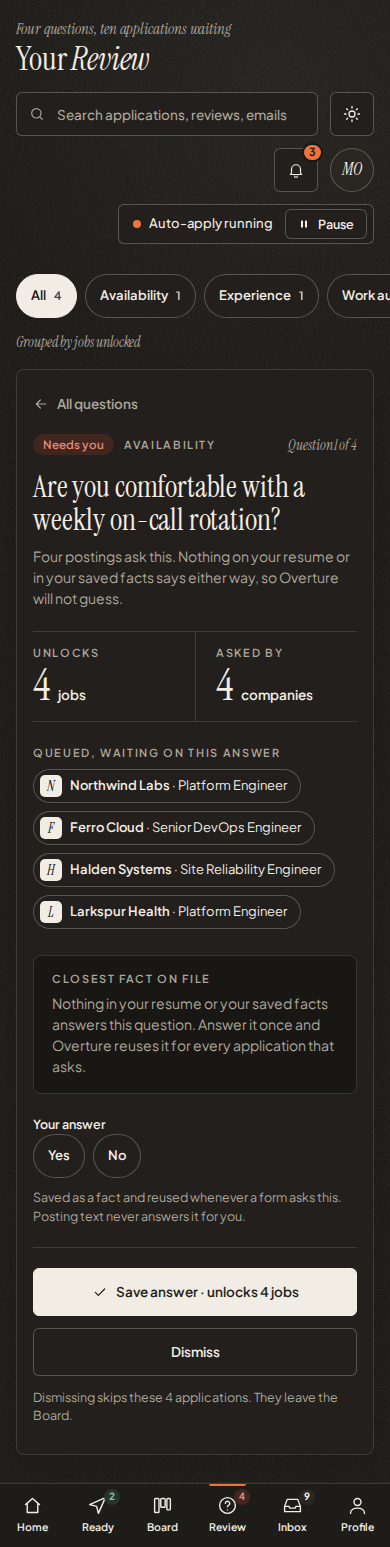 Four questions, ten applications waiting
Your Review
Search applications, reviews, emails
3
MO
Auto-apply running
Pause
All 4
Availability 1
Experience 1
Work au
Grouped by jobs unlocked
All questions
Needs you
AVAILABILITY
Question 1 of 4
Are you comfortable with a
weekly on-call rotation?
Four postings ask this. Nothing on your resume or
in your saved facts says either way, so Overture
will not guess.
UNLOCKS
4 jobs
ASKED BY
4 companies
QUEUED, WAITING ON THIS ANSWER
N Northwind Labs · Platform Engineer
F Ferro Cloud · Senior DevOps Engineer
H Halden Systems · Site Reliability Engineer
L Larkspur Health · Platform Engineer
CLOSEST FACT ON FILE
Nothing in your resume or your saved facts
answers this question. Answer it once and
Overture reuses it for every application that
asks.
Your answer
Yes
No
Saved as a fact and reused whenever a form asks this.
Posting text never answers it for you.
Save answer · unlocks 4 jobs
Dismiss
Dismissing skips these 4 applications. They leave the
Board.
2
4
9
Home
Ready
Board
Review
Inbox
Profile